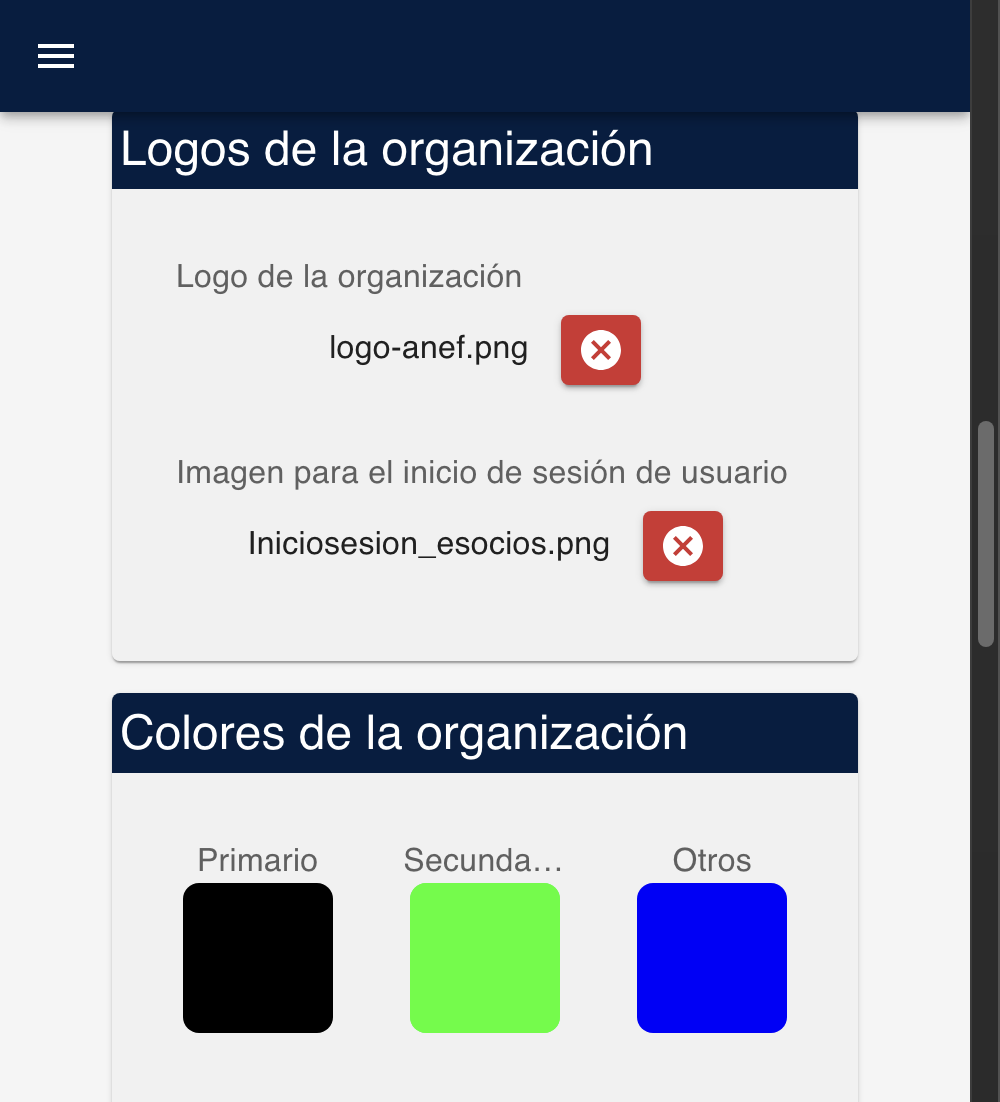 Logos de la organización
Logo de la organización
logo-anef.png
Imagen para el inicio de sesión de usuario
Iniciosesion_esocios.png
Colores de la organización
Primario
Secunda…
Otros